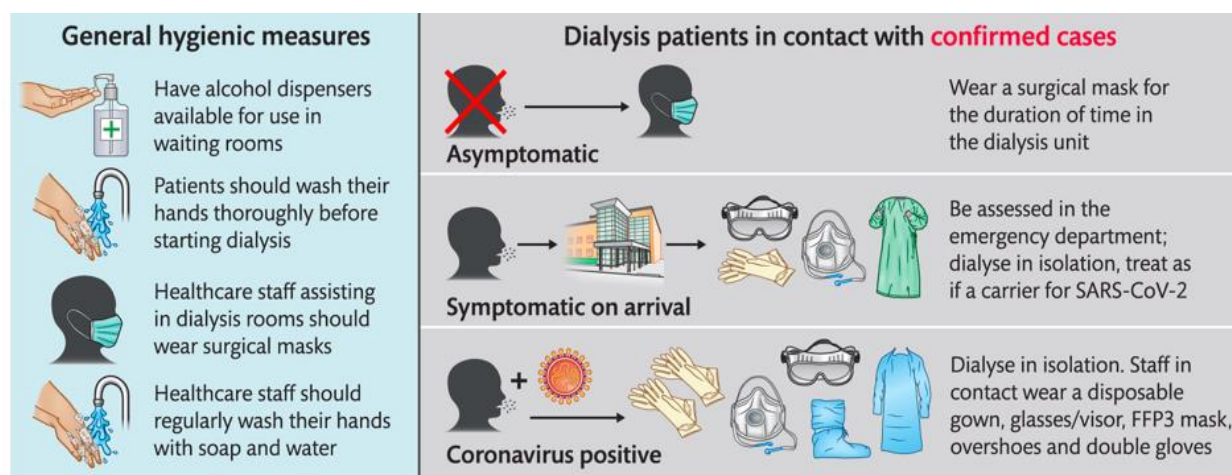 General hygienic measures
Have alcohol dispensers
available for use in
waiting rooms
Patients should wash their
hands thoroughly before
starting dialysis
Healthcare staff assisting
in dialysis rooms should
wear surgical masks
Healthcare staff should
regularly wash their hands
with soap and water
Dialysis patients in contact with confirmed cases
Asymptomatic
Wear a surgical mask for
the duration of time in
the dialysis unit
Symptomatic on arrival
Be assessed in the
emergency department;
dialyse in isolation, treat as
if a carrier for SARS-CoV-2
Coronavirus positive
Dialyse in isolation. Staff in
contact wear a disposable
gown, glasses/visor, FFP3 mask,
overshoes and double gloves